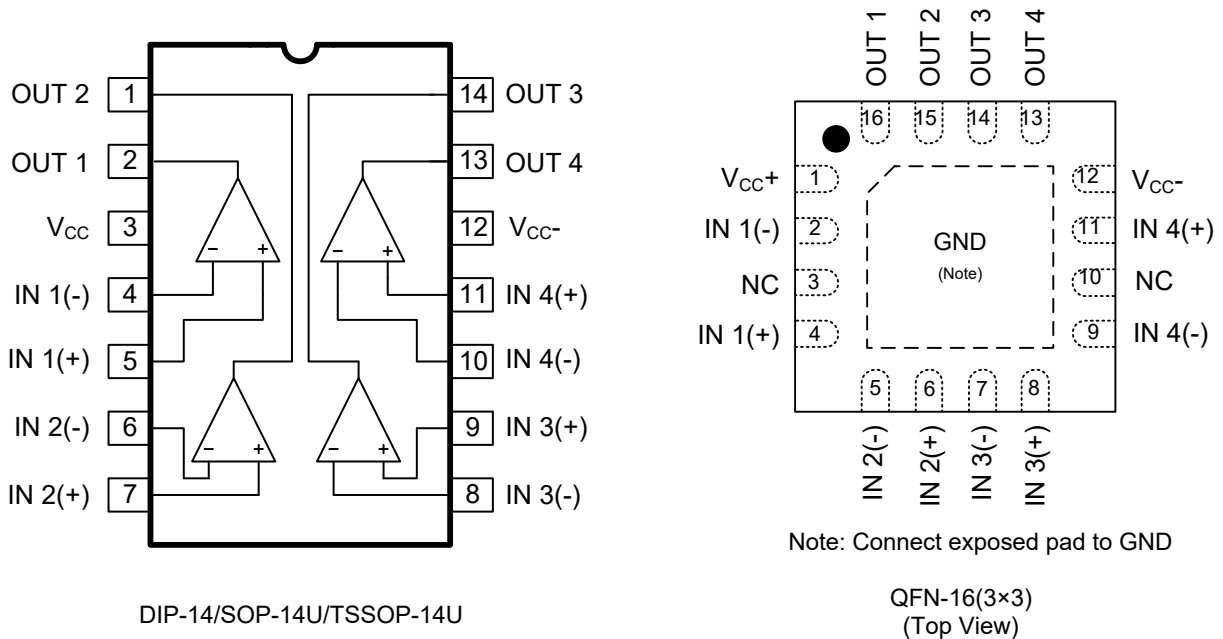 OUT 2 1 14 OUT 3
OUT 1 2 13 OUT 4
VCC 3 12 VCC-
- + - +
IN 1(-) 4 11 IN 4(+)
IN 1(+) 5 10 IN 4(-)
IN 2(-) 6 9 IN 3(+)
- + - +
IN 2(+) 7 8 IN 3(-)
DIP-14/SOP-14U/TSSOP-14U
OUT 1
OUT 2
OUT 3
OUT 4
16 15 14 13
VCC+ 1 12 VCC-
IN 1(-) 2 11 IN 4(+)
GND
(Note)
NC 3 10 NC
IN 1(+) 4 9 IN 4(-)
5 6 7 8
IN 2(-)
IN 2(+)
IN 3(-)
IN 3(+)
Note: Connect exposed pad to GND
QFN-16(3×3)
(Top View)